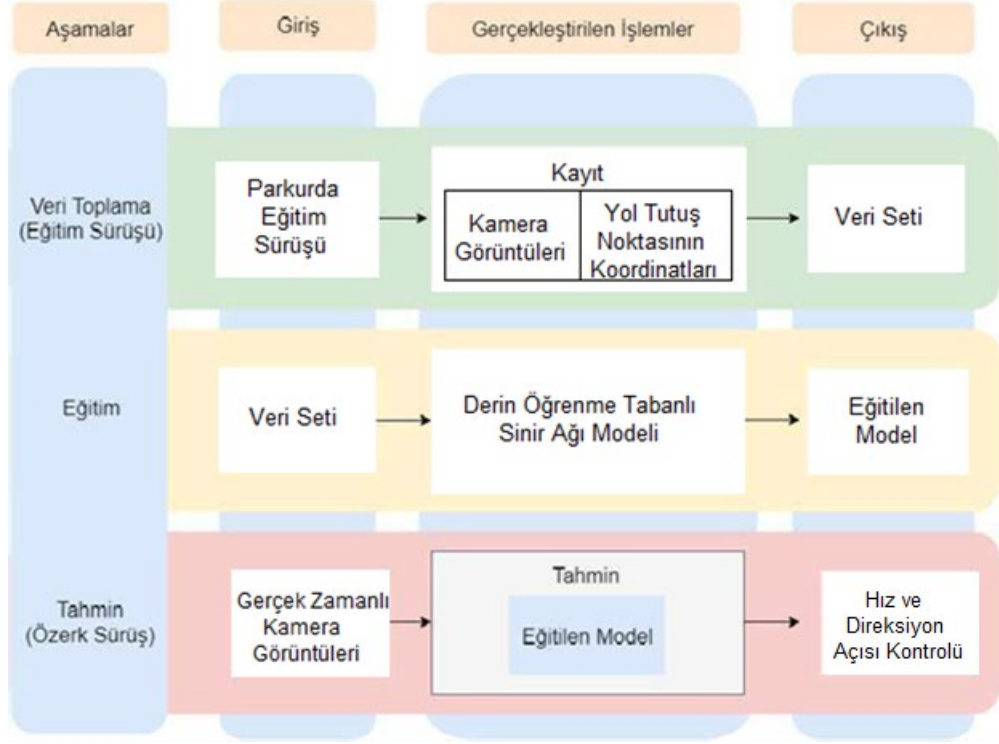 Aşamalar
Giriş
Gerçekleştirilen İşlemler
Çıkış
Veri Toplama
(Eğitim Sürüşü)
Parkurda
Eğitim
Sürüşü
Kayıt
Kamera
Görüntüleri
Yol Tutuş
Noktasının
Koordinatları
Veri Seti
Eğitim
Veri Seti
Derin Öğrenme Tabanlı
Sinir Ağı Modeli
Eğitilen
Model
Tahmin
(Özerk Sürüş)
Gerçek Zamanlı
Kamera
Görüntüleri
Tahmin
Eğitilen Model
Hız ve
Direksiyon
Açısı Kontrolü